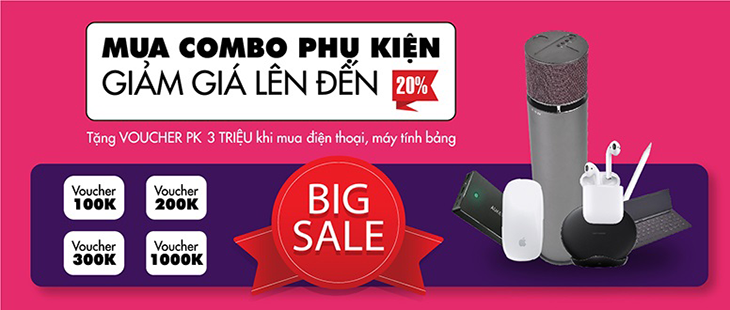 MUA COMBO PHỤ KIỆN
GIẢM GIÁ LÊN ĐẾN 20%
Tặng VOUCHER PK 3 TRIỆU khi mua điện thoại, máy tính bảng
Voucher
100K
Voucher
200K
Voucher
300K
Voucher
1000K
BIG
SALE